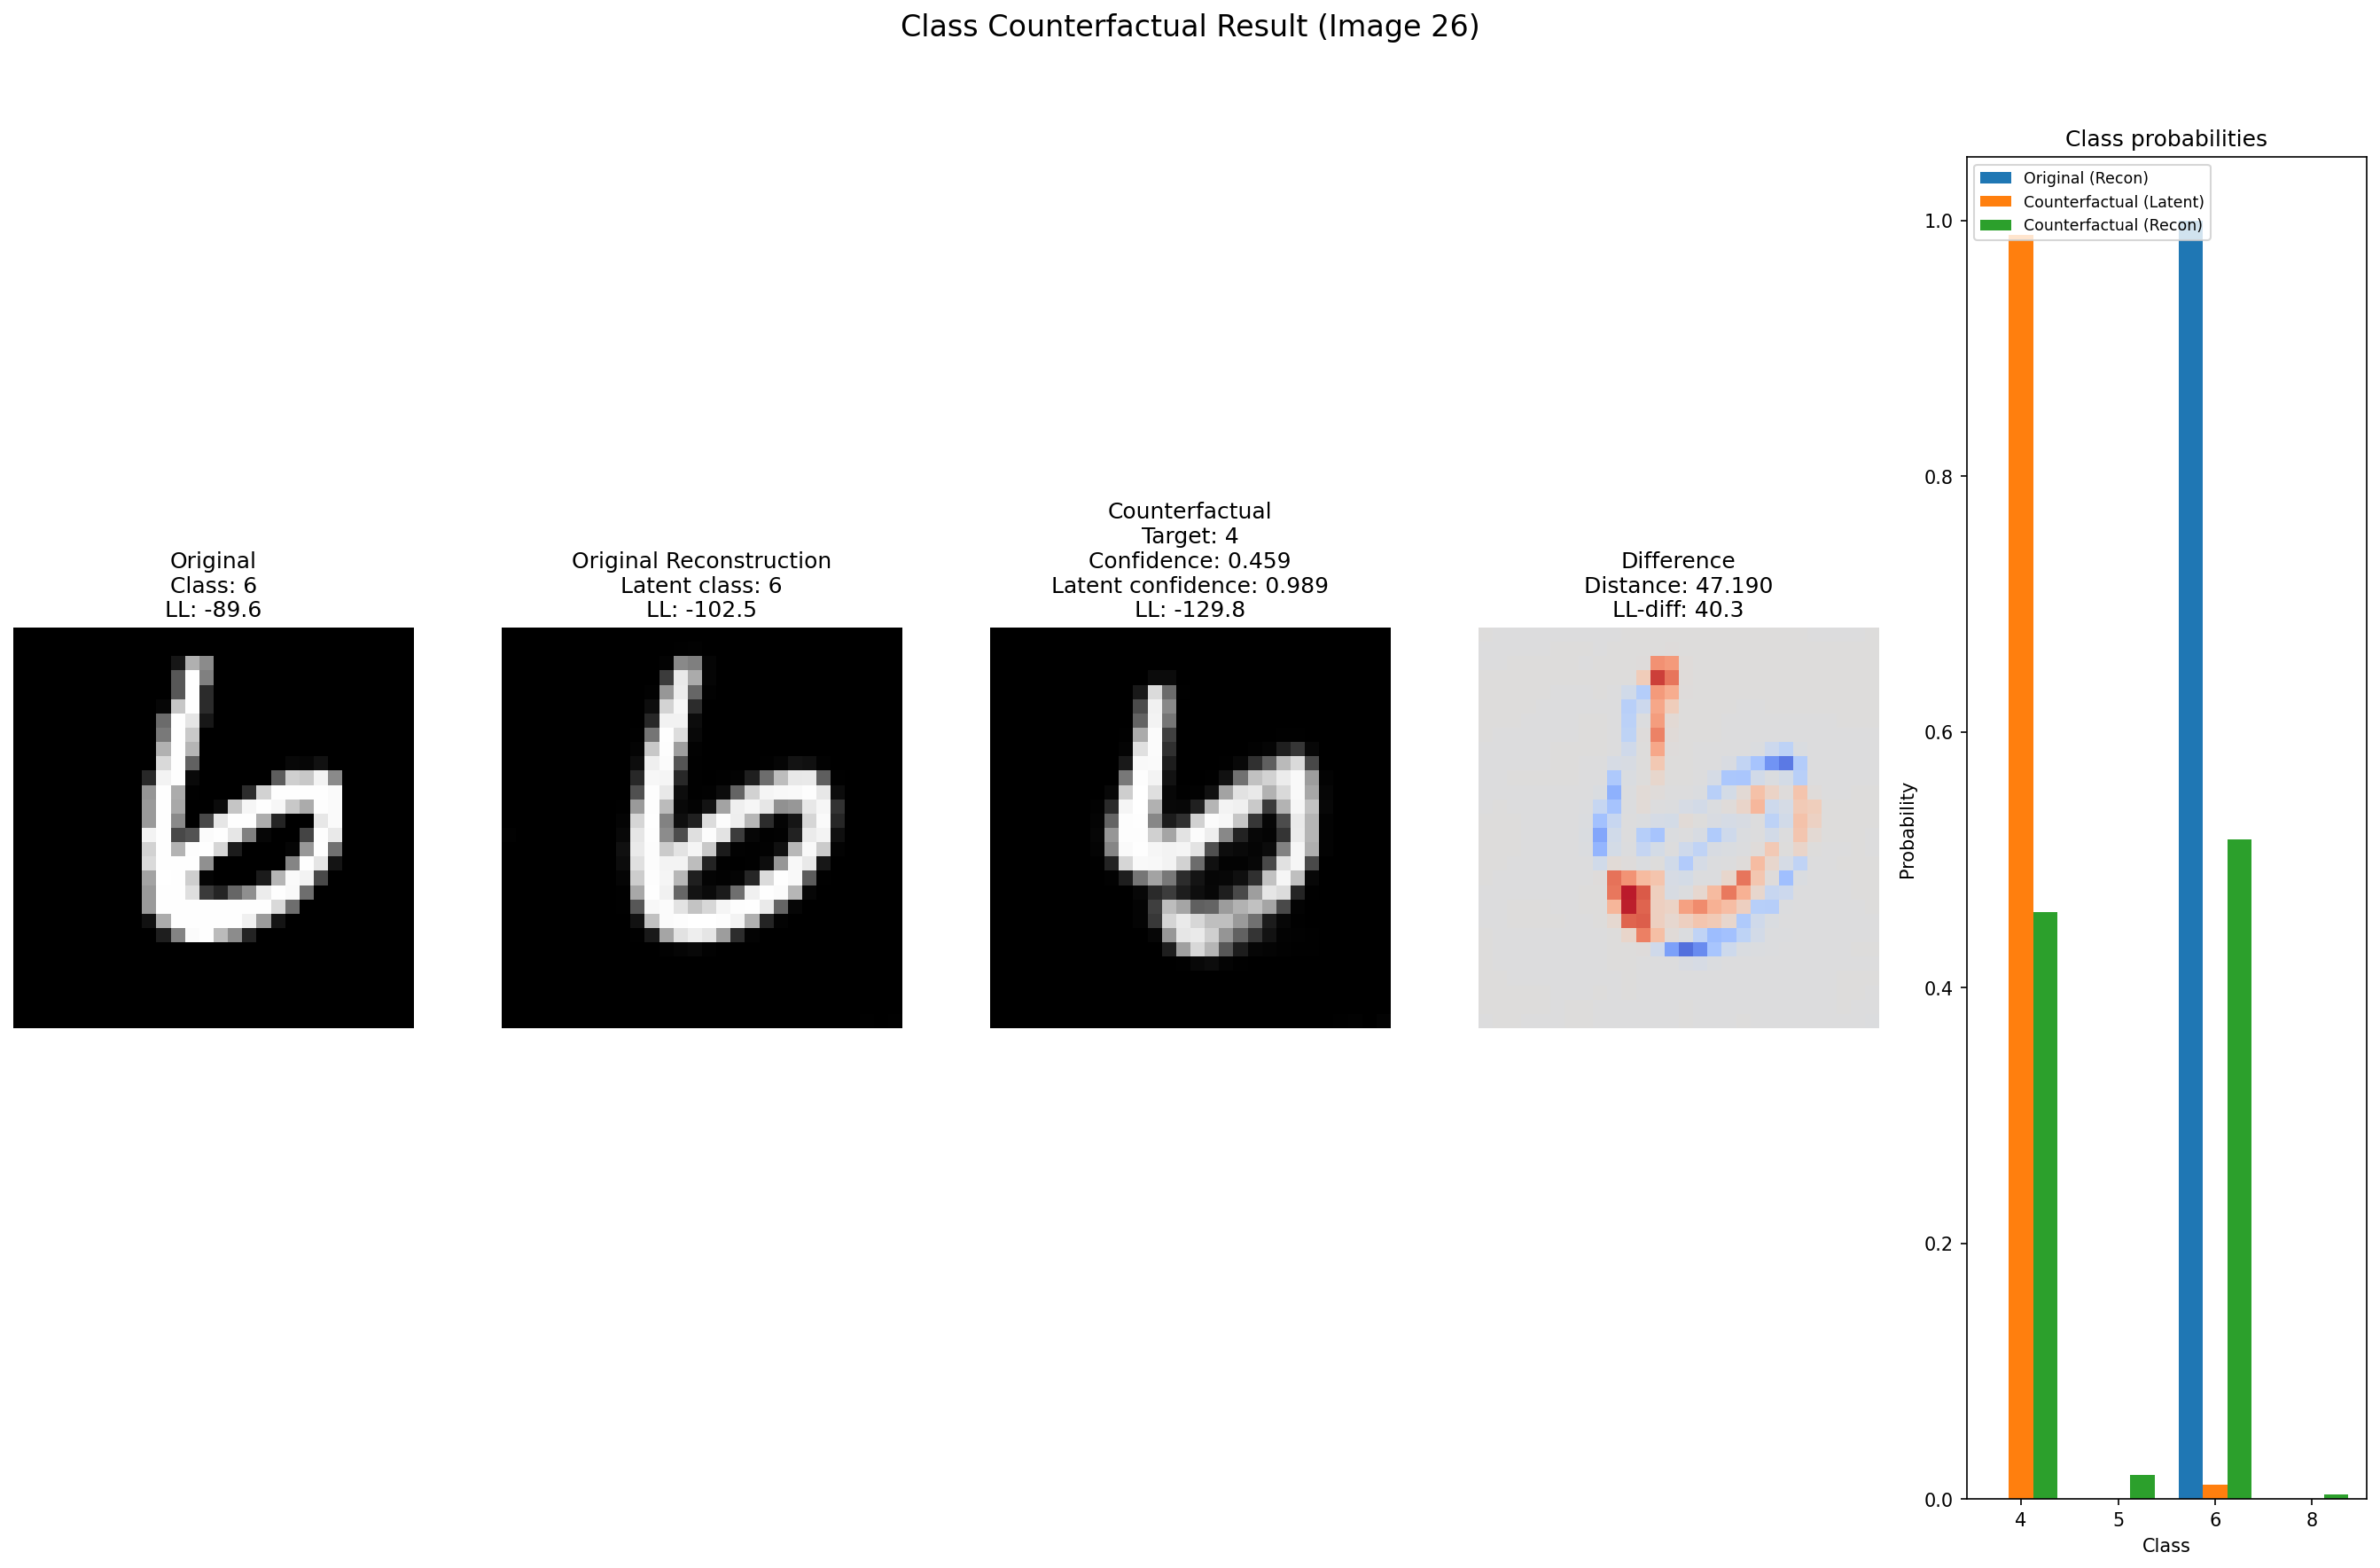 Class Counterfactual Result (Image 26)
Original
Class: 6
LL: -89.6
Original Reconstruction
Latent class: 6
LL: -102.5
Counterfactual
Target: 4
Confidence: 0.459
Latent confidence: 0.989
LL: -129.8
Difference
Distance: 47.190
LL-diff: 40.3
Class probabilities
Original (Recon)
Counterfactual (Latent)
Counterfactual (Recon)
1.0
0.8
0.6
0.4
0.2
0.0
Probability
4 5 6 8
Class